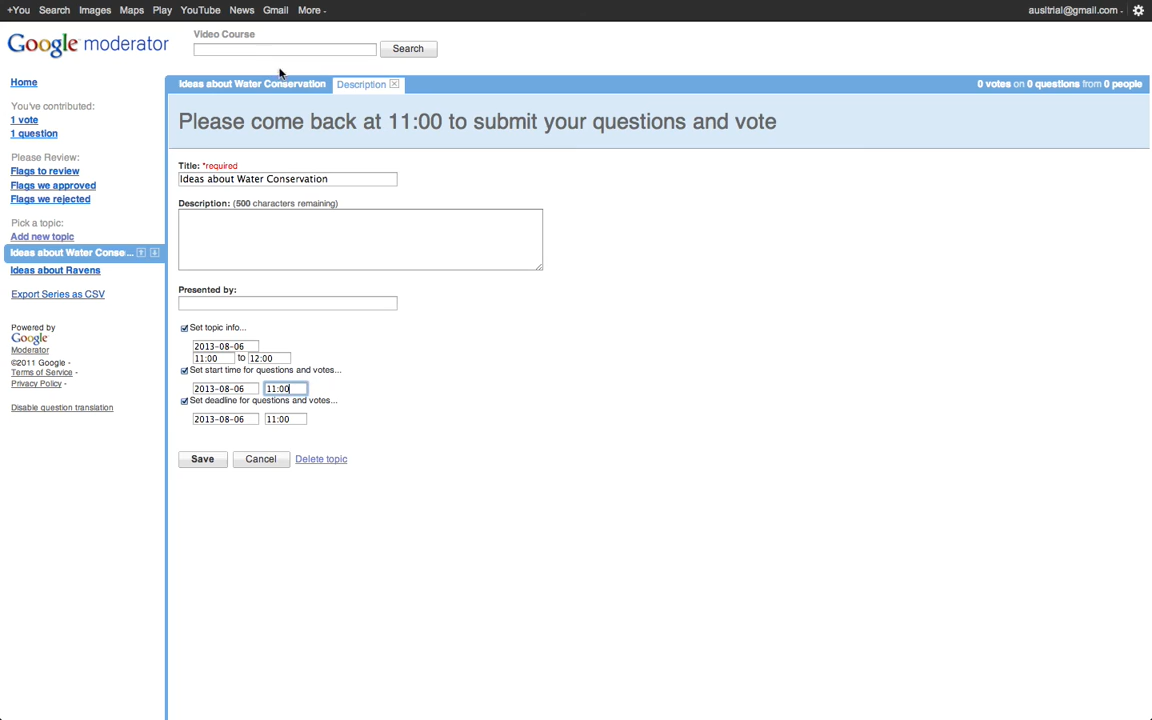 +You Search Images Maps Play YouTube News Gmail More -
ausltrial@gmail.com -
Google moderator
Video Course
Search
Home
You've contributed:
1 vote
1 question
Please Review:
Flags to review
Flags we approved
Flags we rejected
Pick a topic:
Add new topic
Ideas about Water Conse...
Ideas about Ravens
Export Series as CSV
Powered by
Google
Moderator
©2011 Google -
Terms of Service -
Privacy Policy -
Disable question translation
Ideas about Water Conservation Description
0 votes on 0 questions from 0 people
Please come back at 11:00 to submit your questions and vote
Title: *required
Ideas about Water Conservation
Description: (500 characters remaining)
Presented by:
Set topic info...
2013-08-06
11:00 to 12:00
Set start time for questions and votes...
2013-08-06 11:00
Set deadline for questions and votes...
2013-08-06 11:00
Save Cancel Delete topic